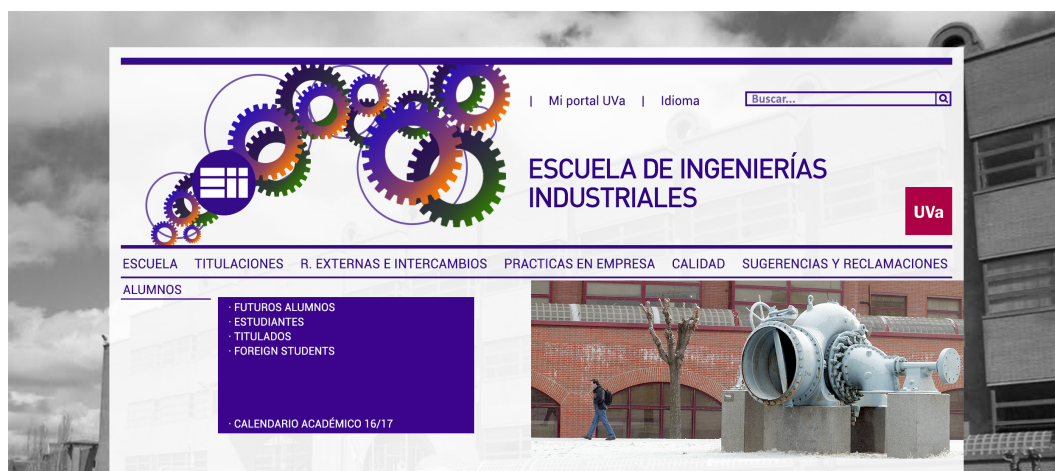 | Mi portal UVa | Idioma
Buscar...
ESCUELA DE INGENIERÍAS
INDUSTRIALES
UVa
ESCUELA TITULACIONES R. EXTERNAS E INTERCAMBIOS PRACTICAS EN EMPRESA CALIDAD SUGERENCIAS Y RECLAMACIONES
ALUMNOS
· FUTUROS ALUMNOS
· ESTUDIANTES
· TITULADOS
· FOREIGN STUDENTS
· CALENDARIO ACADÉMICO 16/17